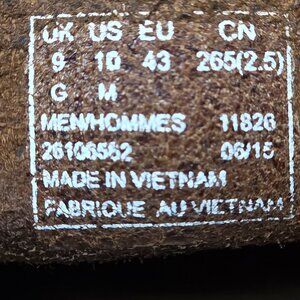 UK US EU CN
9 10 43 265(2.5)
G M
MEN/HOMMES 11826
26106562 06/15
MADE IN VIETNAM
FABRIQUE AU VIETNAM